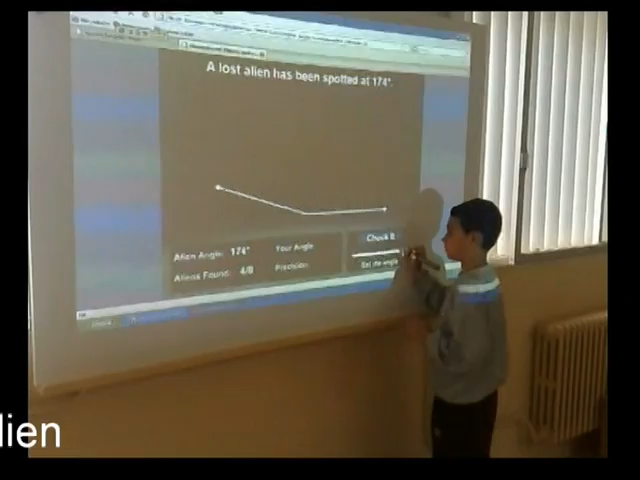 A lost alien has been spotted at 174°.
Alien Angle: 174° Your Angle
Check It
Aliens Found: 4/8 Precision:
Set the angle
lien